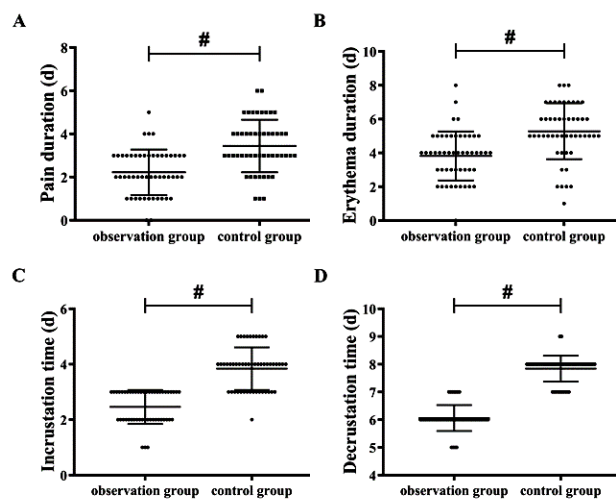 A
#
Pain duration (d)
8
6
4
2
0
observation group
control group
B
#
Erythema duration (d)
10
8
6
4
2
0
observation group
control group
C
#
Incrustation time (d)
6
4
2
0
observation group
control group
D
#
Decrustation time (d)
10
9
8
7
6
5
4
observation group
control group